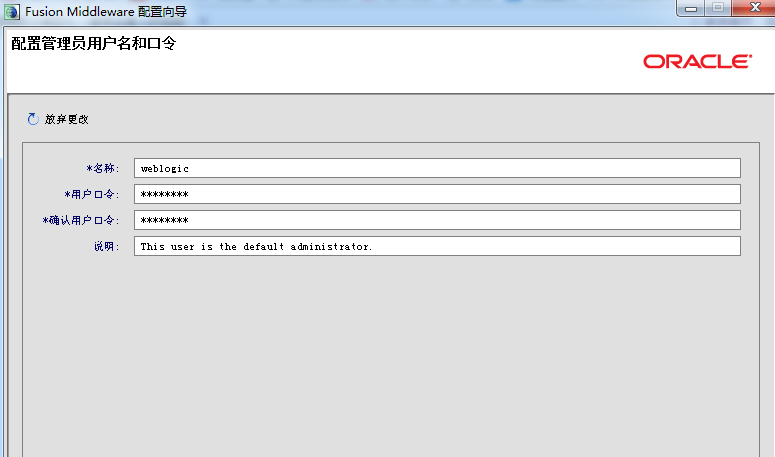 Fusion Middleware 配置向导
配置管理员用户名和口令
ORACLE
放弃更改
*名称: weblogic
*用户口令: ********
*确认用户口令: ********
说明: This user is the default administrator.